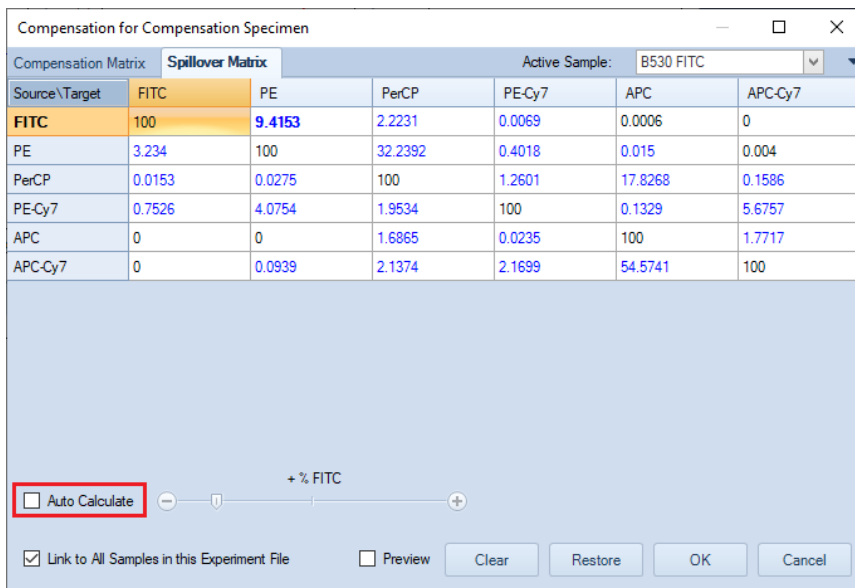 Compensation for Compensation Specimen
Compensation Matrix Spillover Matrix Active Sample: B530 FITC
Source\Target FITC PE PerCP PE-Cy7 APC APC-Cy7
FITC 100 9.4153 2.2231 0.0069 0.0006 0
PE 3.234 100 32.2392 0.4018 0.015 0.004
PerCP 0.0153 0.0275 100 1.2601 17.8268 0.1586
PE-Cy7 0.7526 4.0754 1.9534 100 0.1329 5.6757
APC 0 0 1.6865 0.0235 100 1.7717
APC-Cy7 0 0.0939 2.1374 2.1699 54.5741 100
+ % FITC
Auto Calculate
Link to All Samples in this Experiment File Preview Clear Restore OK Cancel